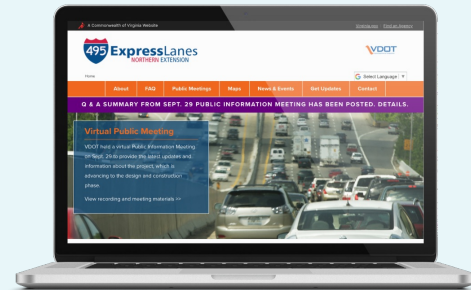 A Commonwealth of Virginia Website
Virginia.gov | Find an Agency
495 ExpressLanes
NORTHERN EXTENSION
VDOT
Home
G Select Language ▼
About FAQ Public Meetings Maps News & Events Get Updates Contact
Q & A SUMMARY FROM SEPT. 29 PUBLIC INFORMATION MEETING HAS BEEN POSTED. DETAILS.
Virtual Public Meeting
VDOT held a virtual Public Information Meeting
on Sept. 29 to provide the latest updates and
information about the project, which is
advancing to the design and construction
phase.
View recording and meeting materials >>